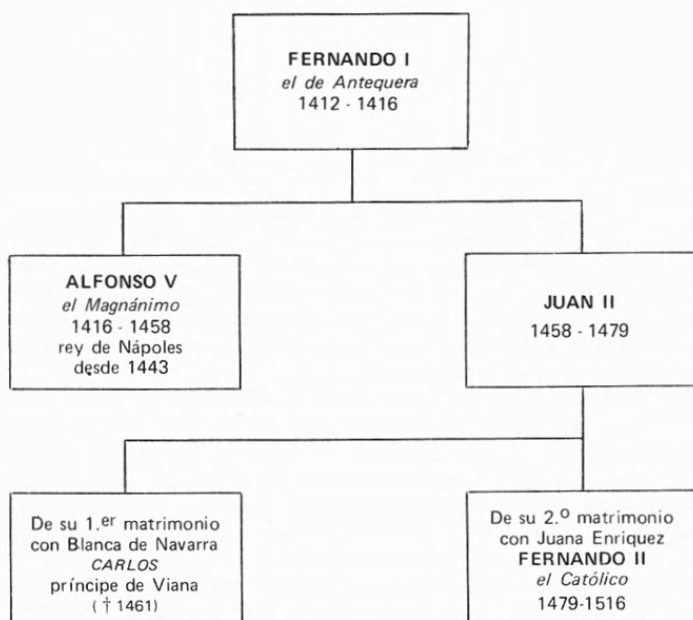 FERNANDO I
el de Antequera
1412 - 1416
ALFONSO V
el Magnánimo
1416 - 1458
rey de Nápoles
desde 1443
JUAN II
1458 - 1479
De su 1.er matrimonio
con Blanca de Navarra
CARLOS
príncipe de Viana
( † 1461)
De su 2.º matrimonio
con Juana Enriquez
FERNANDO II
el Católico
1479-1516